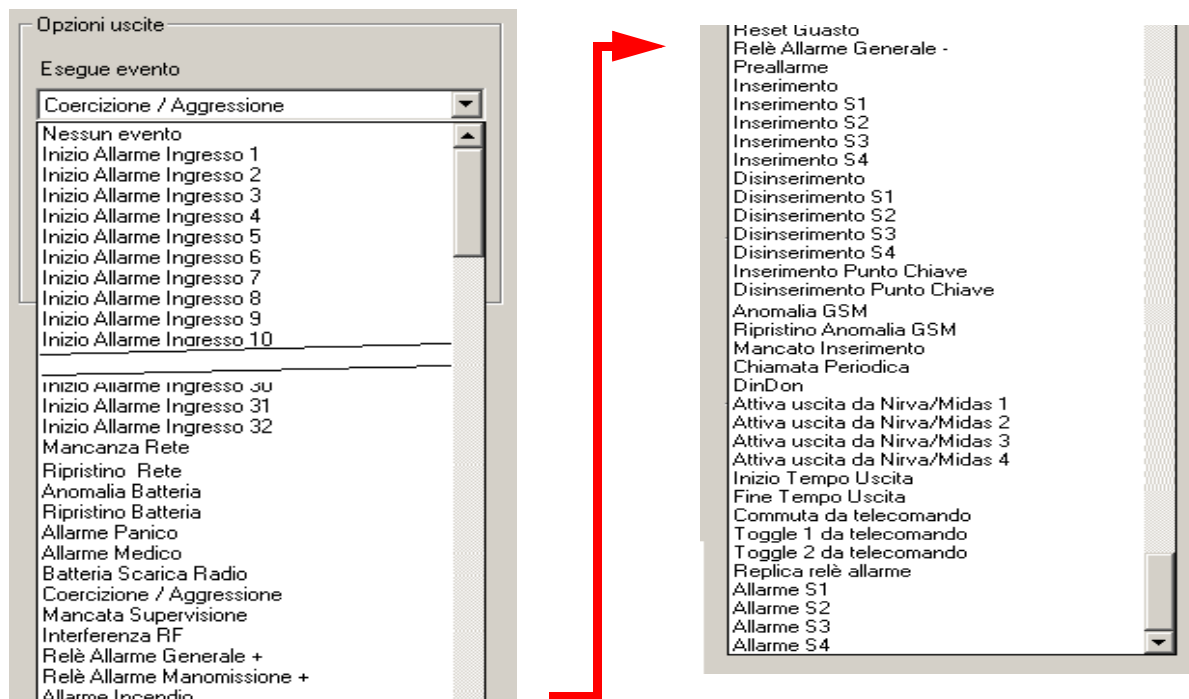 Opzioni uscite
Esegue evento
Coercizione / Aggressione
Nessun evento
Inizio Allarme Ingresso 1
Inizio Allarme Ingresso 2
Inizio Allarme Ingresso 3
Inizio Allarme Ingresso 4
Inizio Allarme Ingresso 5
Inizio Allarme Ingresso 6
Inizio Allarme Ingresso 7
Inizio Allarme Ingresso 8
Inizio Allarme Ingresso 9
Inizio Allarme Ingresso 10
Inizio Allarme Ingresso 30
Inizio Allarme Ingresso 31
Inizio Allarme Ingresso 32
Mancanza Rete
Ripristino Rete
Anomalia Batteria
Ripristino Batteria
Allarme Panico
Allarme Medico
Batteria Scarica Radio
Coercizione / Aggressione
Mancata Supervisione
Interferenza RF
Relè Allarme Generale +
Relè Allarme Manomissione +
Allarme Incendio
Reset Guasto
Relè Allarme Generale -
Preallarme
Inserimento
Inserimento S1
Inserimento S2
Inserimento S3
Inserimento S4
Disinserimento
Disinserimento S1
Disinserimento S2
Disinserimento S3
Disinserimento S4
Inserimento Punto Chiave
Disinserimento Punto Chiave
Anomalia GSM
Ripristino Anomalia GSM
Mancato Inserimento
Chiamata Periodica
DinDon
Attiva uscita da Nirva/Midas 1
Attiva uscita da Nirva/Midas 2
Attiva uscita da Nirva/Midas 3
Attiva uscita da Nirva/Midas 4
Inizio Tempo Uscita
Fine Tempo Uscita
Commuta da telecomando
Toggle 1 da telecomando
Toggle 2 da telecomando
Replica relè allarme
Allarme S1
Allarme S2
Allarme S3
Allarme S4